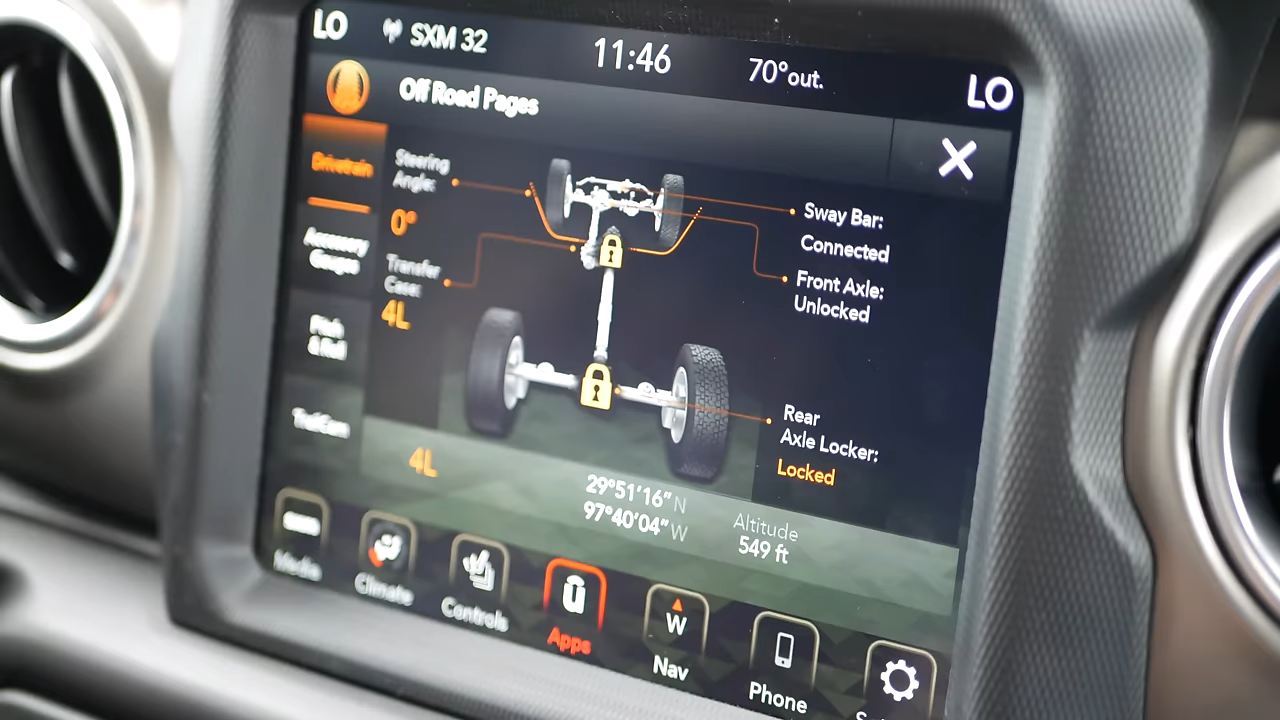 LO
SXM 32
11:46
70°out.
LO
Off Road Pages
Drivetrain
Accessory
Gauges
Pitch
& Roll
Steering
Angle:
0°
Transfer
Case:
4L
Sway Bar:
Connected
Front Axle:
Unlocked
Rear
Axle Locker:
Locked
4L
29°51'16" N
97°40'04" W
Altitude
549 ft
Media
Climate
Controls
Apps
W
Nav
Phone